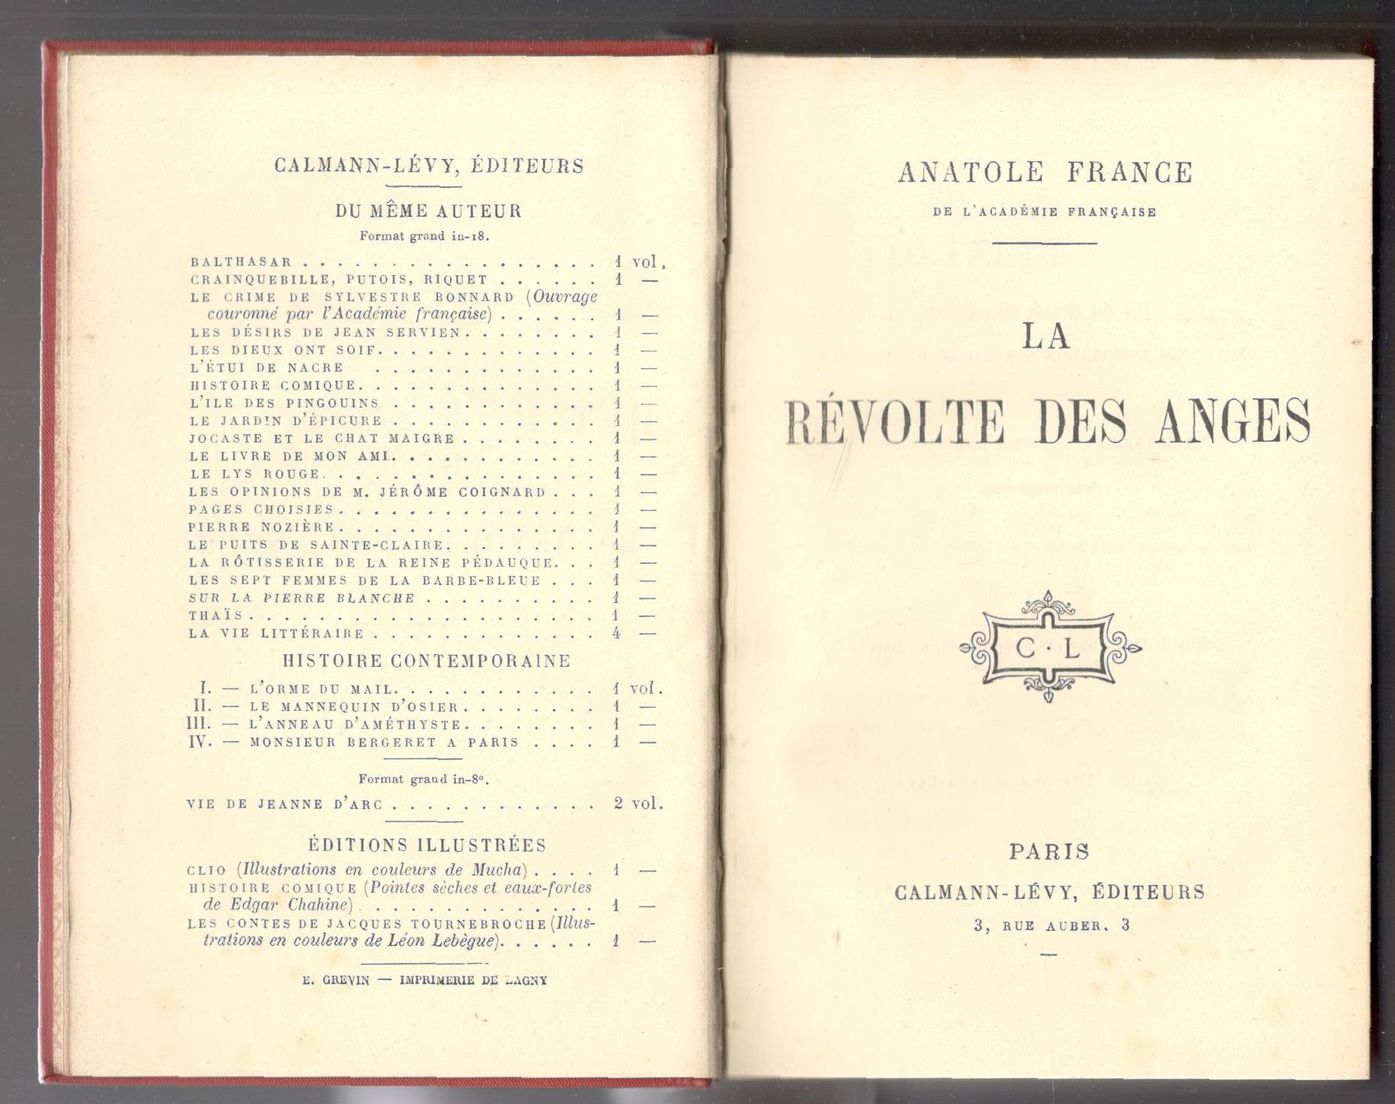 CALMANN-LÉVY, ÉDITEURS
DU MÊME AUTEUR
Format grand in-18.
BALTHASAR . . . . . . . . . . . . . . . . . 1 vol.
CRAINQUEBILLE, PUTOIS, RIQUET . . . . . . 1 —
LE CRIME DE SYLVESTRE BONNARD (Ouvrage
couronné par l'Académie française) . . . . . . 1 —
LES DÉSIRS DE JEAN SERVIEN. . . . . . . . 1 —
LES DIEUX ONT SOIF. . . . . . . . . . . . . 1 —
L'ÉTUI DE NACRE . . . . . . . . . . . . . 1 —
HISTOIRE COMIQUE. . . . . . . . . . . . . . 1 —
L'ILE DES PINGOUINS . . . . . . . . . . . . 1 —
LE JARDIN D'ÉPICURE . . . . . . . . . . . . 1 —
JOCASTE ET LE CHAT MAIGRE . . . . . . . . 1 —
LE LIVRE DE MON AMI. . . . . . . . . . . . 1 —
LE LYS ROUGE. . . . . . . . . . . . . . . . 1 —
LES OPINIONS DE M. JÉRÔME COIGNARD . . . 1 —
PAGES CHOISIES . . . . . . . . . . . . . . . 1 —
PIERRE NOZIÈRE . . . . . . . . . . . . . . . 1 —
LE PUITS DE SAINTE-CLAIRE. . . . . . . . . 1 —
LA RÔTISSERIE DE LA REINE PÉDAUQUE. . . 1 —
LES SEPT FEMMES DE LA BARBE-BLEUE . . . 1 —
SUR LA PIERRE BLANCHE . . . . . . . . . . 1 —
THAÏS . . . . . . . . . . . . . . . . . . . . 1 —
LA VIE LITTÉRAIRE . . . . . . . . . . . . . 4 —
HISTOIRE CONTEMPORAINE
I. — L'ORME DU MAIL. . . . . . . . . . . . 1 vol.
II. — LE MANNEQUIN D'OSIER . . . . . . . . 1 —
III. — L'ANNEAU D'AMÉTHYSTE. . . . . . . . 1 —
IV. — MONSIEUR BERGERET A PARIS . . . . 1 —
Format grand in-8º.
VIE DE JEANNE D'ARC . . . . . . . . . . . . 2 vol.
ÉDITIONS ILLUSTRÉES
CLIO (Illustrations en couleurs de Mucha) . . . . 1 —
HISTOIRE COMIQUE (Pointes sèches et eaux-fortes
de Edgar Chahine) . . . . . . . . . . . . . . 1 —
LES CONTES DE JACQUES TOURNEBROCHE (Illus-
trations en couleurs de Léon Lebègue). . . . . . 1 —
E. GREVIN — IMPRIMERIE DE LAGNY
ANATOLE FRANCE
DE L'ACADÉMIE FRANÇAISE
LA
RÉVOLTE DES ANGES
C · L
PARIS
CALMANN-LÉVY, ÉDITEURS
3, RUE AUBER, 3